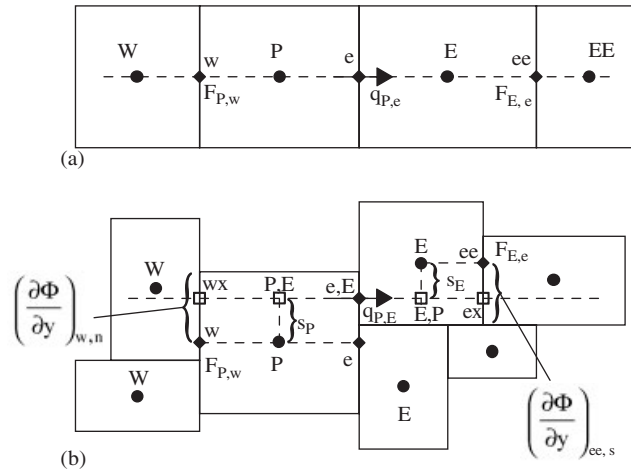 W w P e E ee EE
F_{P,w} q_{P,e} F_{E,e}
(a)
E ee F_{E,e}
W wx P,E e,E s_E
(∂Φ/∂y)_{w,n} s_P q_{P,E} E,P ex
w
F_{P,w} P e
W E
(∂Φ/∂y)_{ee,s}
(b)